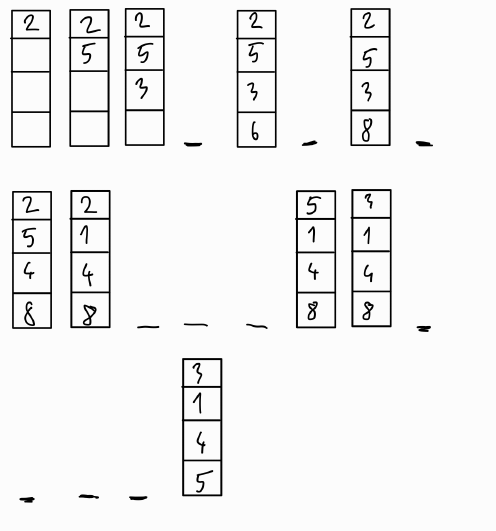 2 2 2 2 2
5 5 5 5
3 3 3
_ 6 _ 8 _
2 2 5 3
5 1 1 1
4 4 4 4
8 8 _ _ _ 8 8 _
3
1
4
_ _ _ 5